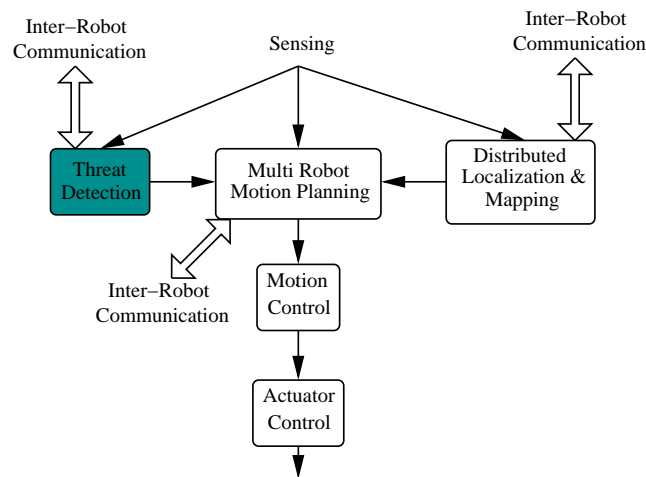 Inter−Robot
Communication
Sensing
Inter−Robot
Communication
Threat
Detection
Multi Robot
Motion Planning
Distributed
Localization &
Mapping
Inter−Robot
Communication
Motion
Control
Actuator
Control